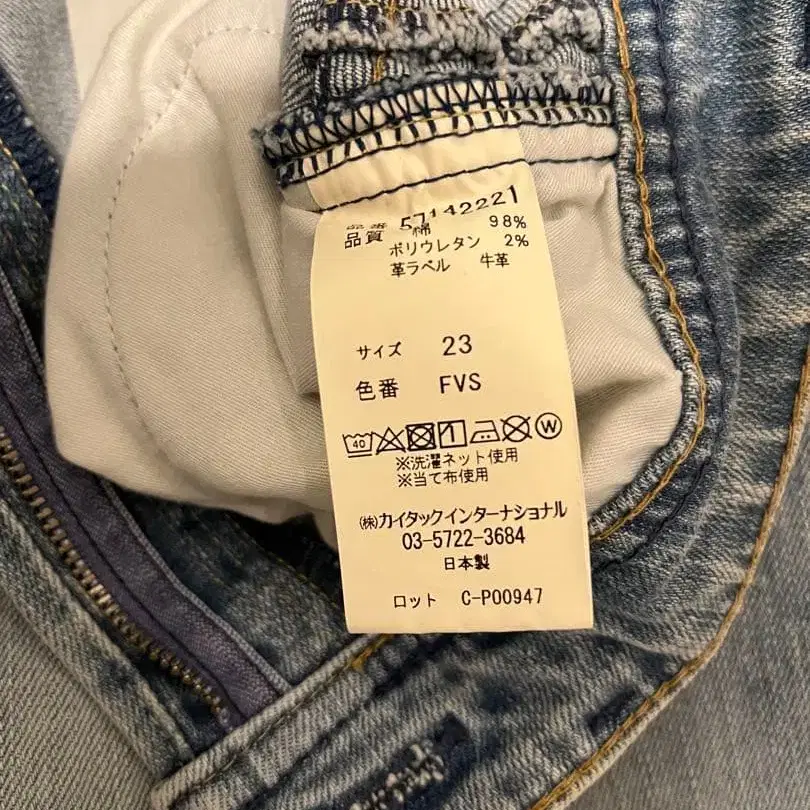 品番 57142221
品質 綿 98%
ポリウレタン 2%
革ラベル 牛革
サイズ 23
色番 FVS
40 W
※洗濯ネット使用
※当て布使用
㈱カイタックインターナショナル
03-5722-3684
日本製
ロット C-P00947